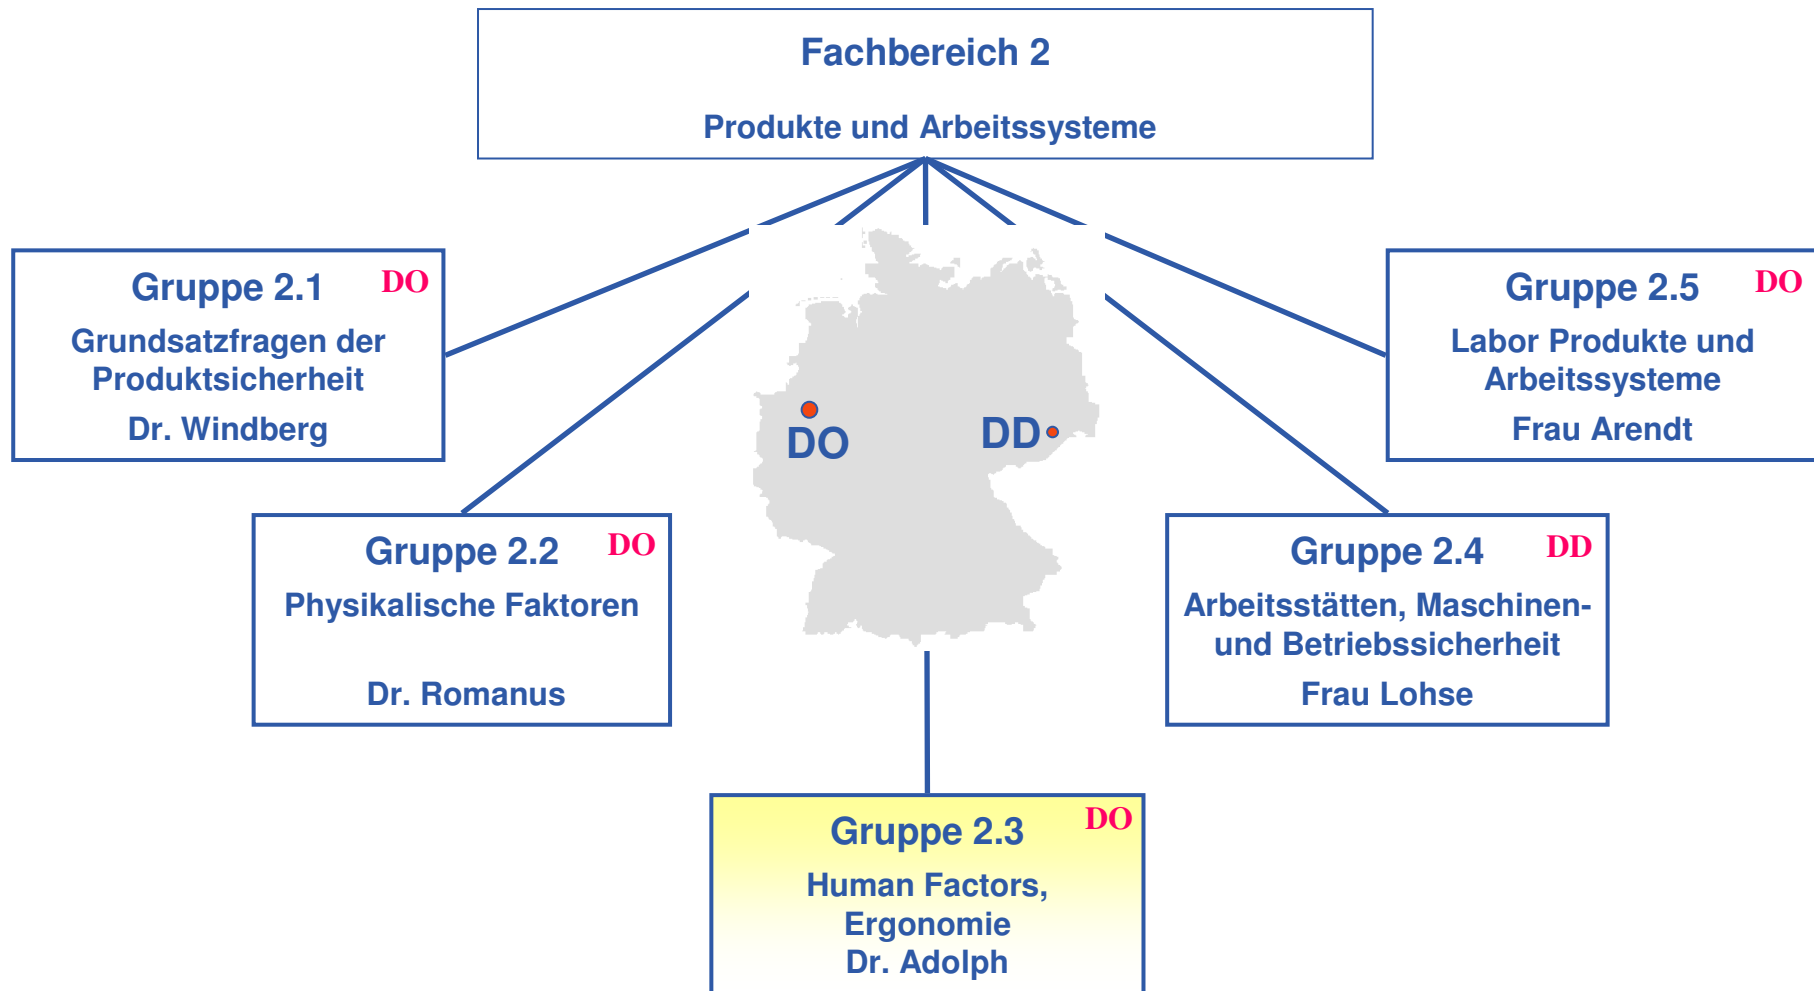 Fachbereich 2
Produkte und Arbeitssysteme
Gruppe 2.1
DO
Grundsatzfragen der
Produktsicherheit
Dr. Windberg
Gruppe 2.5
DO
Labor Produkte und
Arbeitssysteme
Frau Arendt
DO
DD
Gruppe 2.2
DO
Physikalische Faktoren
Dr. Romanus
Gruppe 2.4
DD
Arbeitsstätten, Maschinen-
und Betriebssicherheit
Frau Lohse
Gruppe 2.3
DO
Human Factors,
Ergonomie
Dr. Adolph